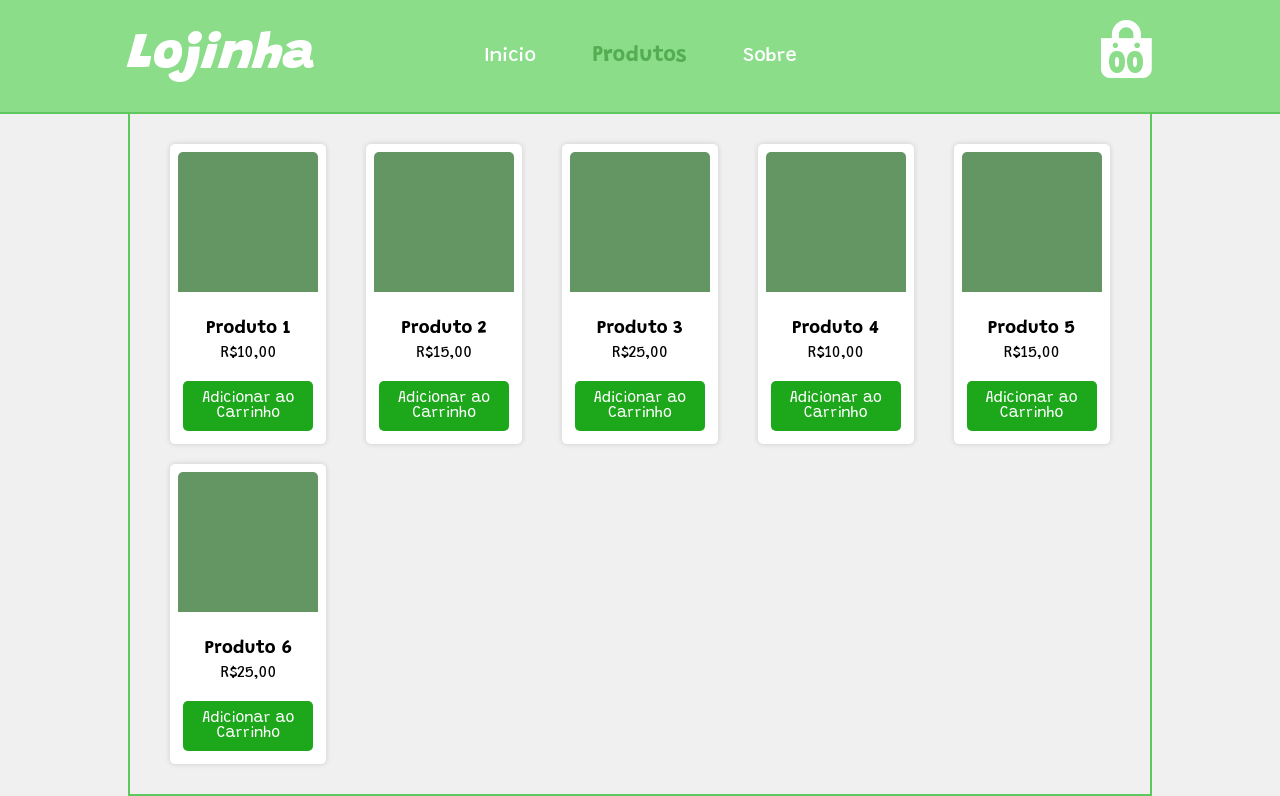 Lojinha
Inicio
Produtos
Sobre
00
Produto 1
R$10,00
Adicionar ao
Carrinho
Produto 2
R$15,00
Adicionar ao
Carrinho
Produto 3
R$25,00
Adicionar ao
Carrinho
Produto 4
R$10,00
Adicionar ao
Carrinho
Produto 5
R$15,00
Adicionar ao
Carrinho
Produto 6
R$25,00
Adicionar ao
Carrinho